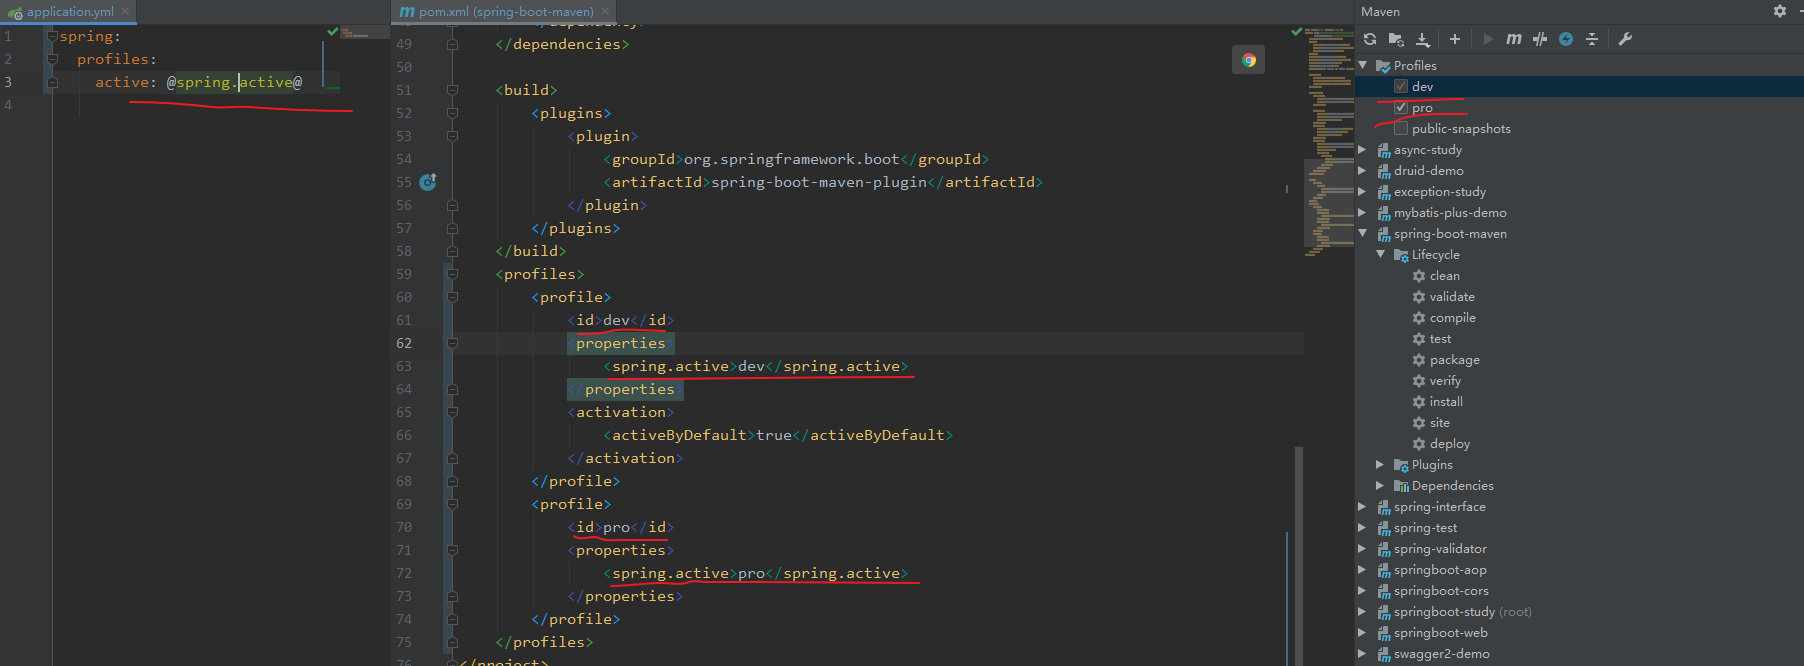 application.yml
1 spring:
2 profiles:
3 active: @spring.active@
4
pom.xml (spring-boot-maven)
49 </dependencies>
50
51 <build>
52 <plugins>
53 <plugin>
54 <groupId>org.springframework.boot</groupId>
55 <artifactId>spring-boot-maven-plugin</artifactId>
56 </plugin>
57 </plugins>
58 </build>
59 <profiles>
60 <profile>
61 <id>dev</id>
62 <properties>
63 <spring.active>dev</spring.active>
64 </properties>
65 <activation>
66 <activeByDefault>true</activeByDefault>
67 </activation>
68 </profile>
69 <profile>
70 <id>pro</id>
71 <properties>
72 <spring.active>pro</spring.active>
73 </properties>
74 </profile>
75 </profiles>
76 </project>
Maven
Profiles
dev
pro
public-snapshots
async-study
druid-demo
exception-study
mybatis-plus-demo
spring-boot-maven
Lifecycle
clean
validate
compile
test
package
verify
install
site
deploy
Plugins
Dependencies
spring-interface
spring-test
spring-validator
springboot-aop
springboot-cors
springboot-study (root)
springboot-web
swagger2-demo